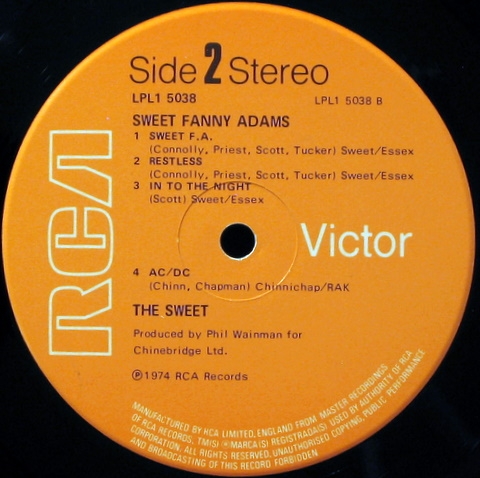 Side 2 Stereo
LPL1 5038
LPL1 5038 B
SWEET FANNY ADAMS
1 SWEET F.A.
(Connolly, Priest, Scott, Tucker) Sweet/Essex
2 RESTLESS
(Connolly, Priest, Scott, Tucker) Sweet/Essex
3 IN TO THE NIGHT
(Scott) Sweet/Essex
RCA
Victor
4 AC/DC
(Chinn, Chapman) Chinnichap/RAK
THE SWEET
Produced by Phil Wainman for
Chinebridge Ltd.
℗1974 RCA Records
MANUFACTURED BY RCA LIMITED, ENGLAND FROM MASTER RECORDINGS
OF RCA RECORDS, TM(S) ® MARCA(S) REGISTRADA(S) USED BY AUTHORITY OF RCA
CORPORATION. ALL RIGHTS RESERVED. UNAUTHORISED COPYING, PUBLIC PERFORMANCE
AND BROADCASTING OF THIS RECORD FORBIDDEN